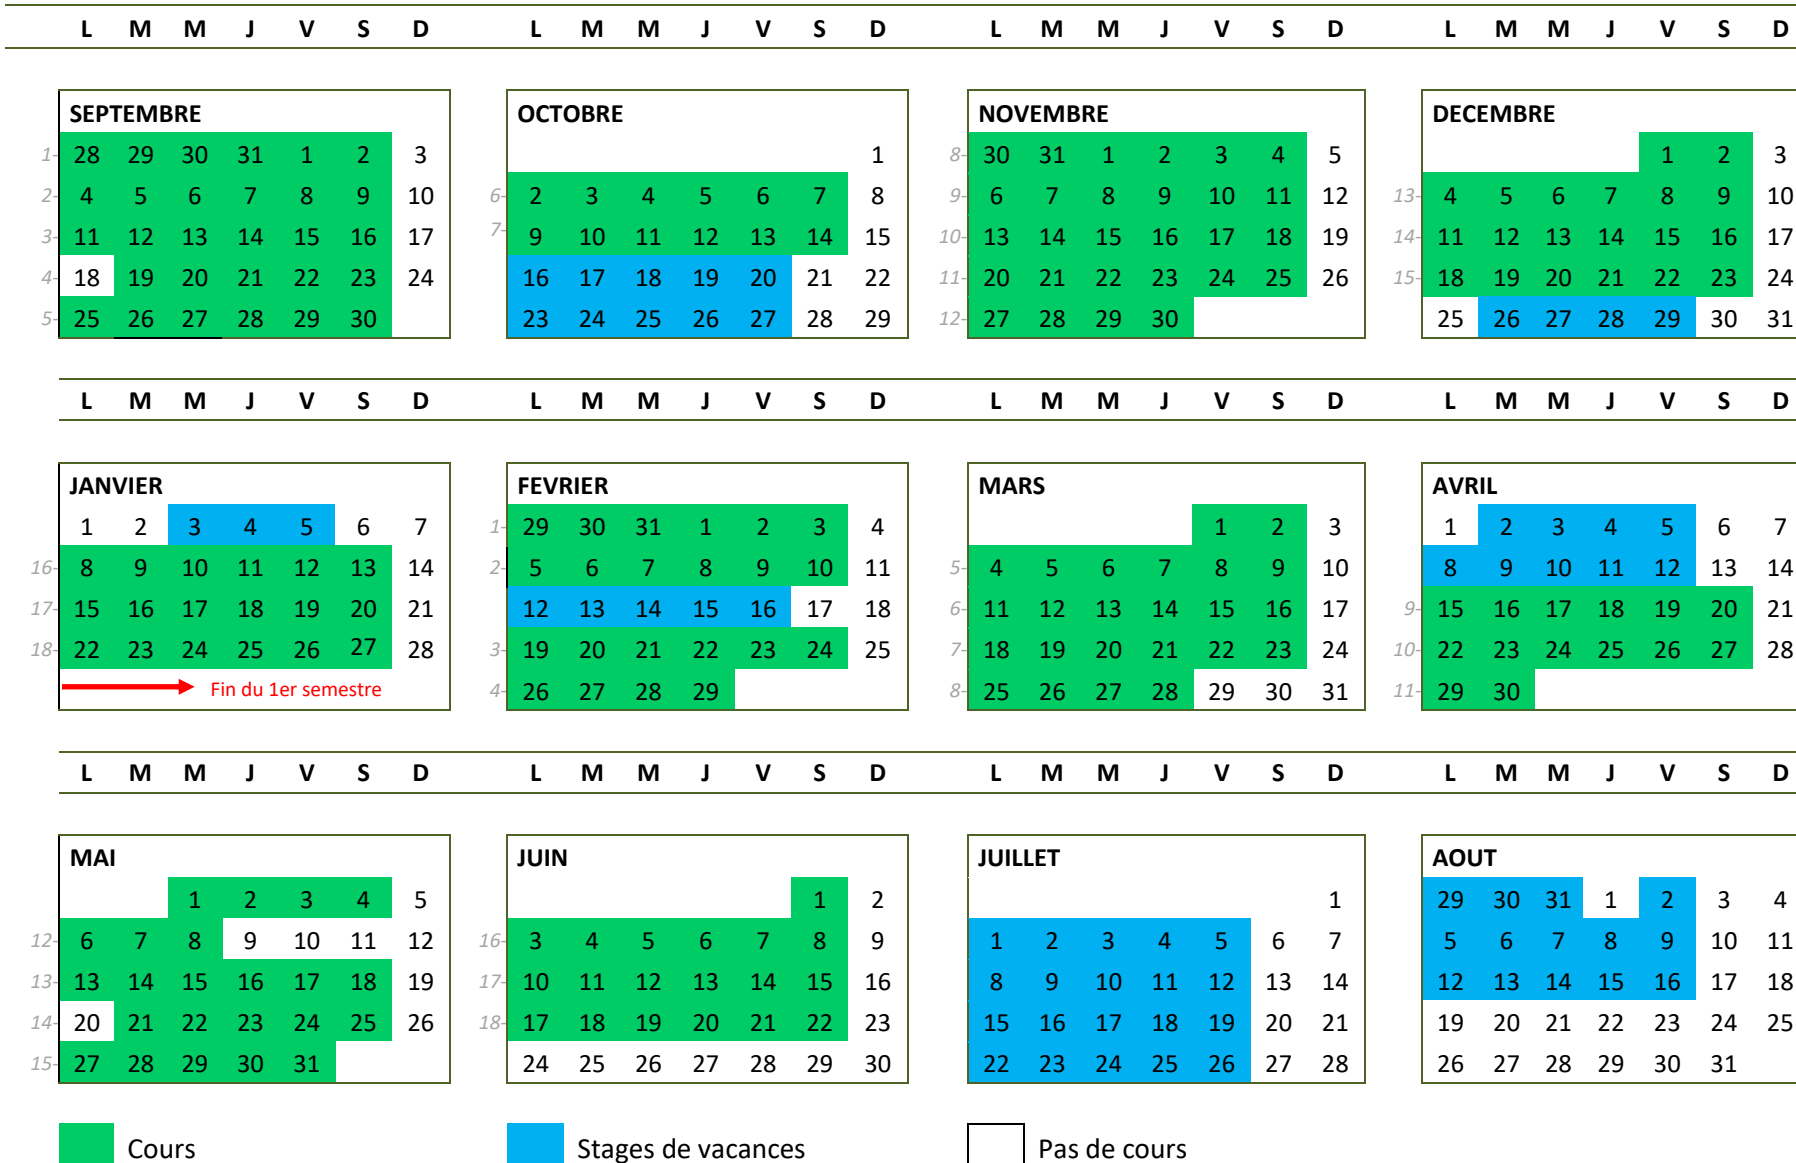 L M M J V S D L M M J V S D L M M J V S D L M M J V S D
SEPTEMBRE OCTOBRE NOVEMBRE DECEMBRE
1- 28 29 30 31 1 2 3 1 8- 30 31 1 2 3 4 5 1 2 3
2- 4 5 6 7 8 9 10 6- 2 3 4 5 6 7 8 9- 6 7 8 9 10 11 12 13- 4 5 6 7 8 9 10
3- 11 12 13 14 15 16 17 7- 9 10 11 12 13 14 15 10- 13 14 15 16 17 18 19 14- 11 12 13 14 15 16 17
4- 18 19 20 21 22 23 24 16 17 18 19 20 21 22 11- 20 21 22 23 24 25 26 15- 18 19 20 21 22 23 24
5- 25 26 27 28 29 30 23 24 25 26 27 28 29 12- 27 28 29 30 25 26 27 28 29 30 31
L M M J V S D L M M J V S D L M M J V S D L M M J V S D
JANVIER FEVRIER MARS AVRIL
1 2 3 4 5 6 7 1- 29 30 31 1 2 3 4 1 2 3 1 2 3 4 5 6 7
16- 8 9 10 11 12 13 14 2- 5 6 7 8 9 10 11 5- 4 5 6 7 8 9 10 8 9 10 11 12 13 14
17- 15 16 17 18 19 20 21 12 13 14 15 16 17 18 6- 11 12 13 14 15 16 17 9- 15 16 17 18 19 20 21
18- 22 23 24 25 26 27 28 3- 19 20 21 22 23 24 25 7- 18 19 20 21 22 23 24 10- 22 23 24 25 26 27 28
Fin du 1er semestre 4- 26 27 28 29 8- 25 26 27 28 29 30 31 11- 29 30
L M M J V S D L M M J V S D L M M J V S D L M M J V S D
MAI JUIN JUILLET AOUT
1 2 3 4 5 1 2 1 29 30 31 1 2 3 4
12- 6 7 8 9 10 11 12 16- 3 4 5 6 7 8 9 1 2 3 4 5 6 7 5 6 7 8 9 10 11
13- 13 14 15 16 17 18 19 17- 10 11 12 13 14 15 16 8 9 10 11 12 13 14 12 13 14 15 16 17 18
14- 20 21 22 23 24 25 26 18- 17 18 19 20 21 22 23 15 16 17 18 19 20 21 19 20 21 22 23 24 25
15- 27 28 29 30 31 24 25 26 27 28 29 30 22 23 24 25 26 27 28 26 27 28 29 30 31
Cours Stages de vacances Pas de cours